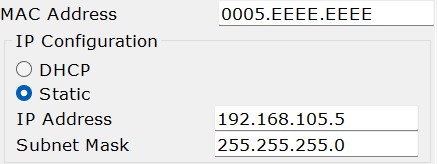 MAC Address 0005.EEEE.EEEE
IP Configuration
DHCP
Static
IP Address 192.168.105.5
Subnet Mask 255.255.255.0